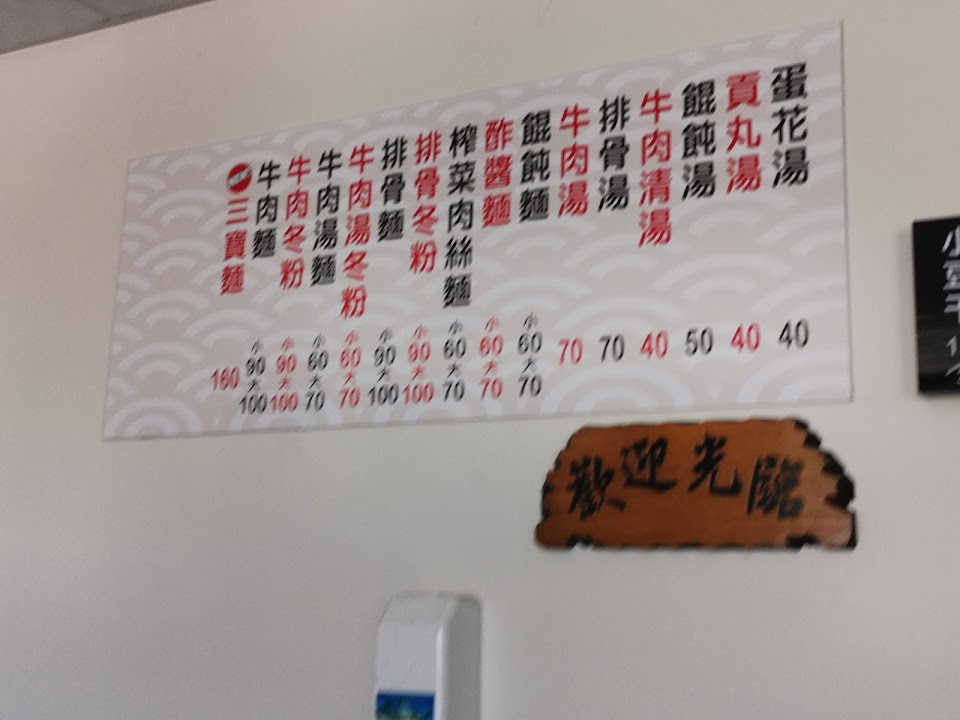 蛋花湯 40
貢丸湯 40
餛飩湯 50
牛肉清湯 40
排骨湯 70
牛肉湯 70
餛飩麵 小60大70
酢醬麵 小60大70
榨菜肉絲麵 小60大70
排骨冬粉 小90大100
排骨麵 小90大100
牛肉湯冬粉 小60大70
牛肉湯麵 小60大70
牛肉冬粉 小90大100
牛肉麵 小90大100
三寶麵 160
歡迎光臨